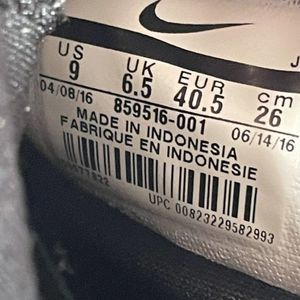 US UK EUR cm
9 6.5 40.5 26
04/08/16 859516-001 06/14/16
MADE IN INDONESIA
FABRIQUE EN INDONESIE
UPC 00823229582993